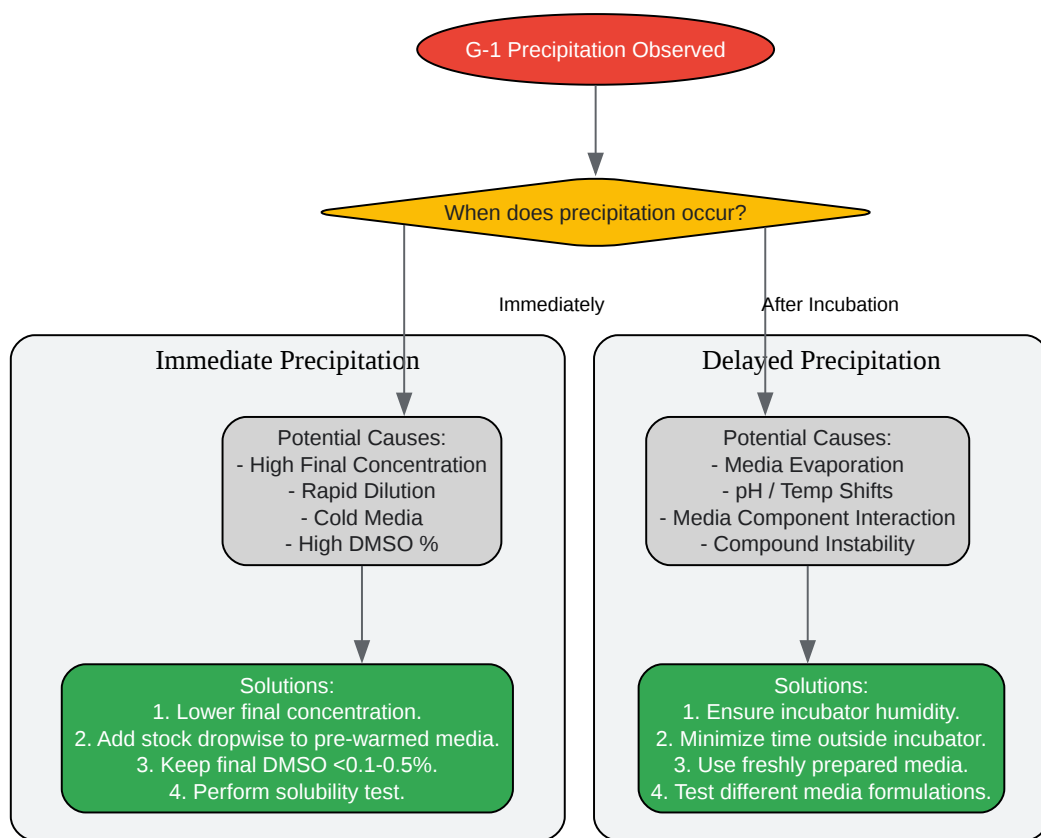 G-1 Precipitation Observed
When does precipitation occur?
Immediately
After Incubation
Immediate Precipitation
Potential Causes:
- High Final Concentration
- Rapid Dilution
- Cold Media
- High DMSO %
Solutions:
1. Lower final concentration.
2. Add stock dropwise to pre-warmed media.
3. Keep final DMSO <0.1-0.5%.
4. Perform solubility test.
Delayed Precipitation
Potential Causes:
- Media Evaporation
- pH / Temp Shifts
- Media Component Interaction
- Compound Instability
Solutions:
1. Ensure incubator humidity.
2. Minimize time outside incubator.
3. Use freshly prepared media.
4. Test different media formulations.